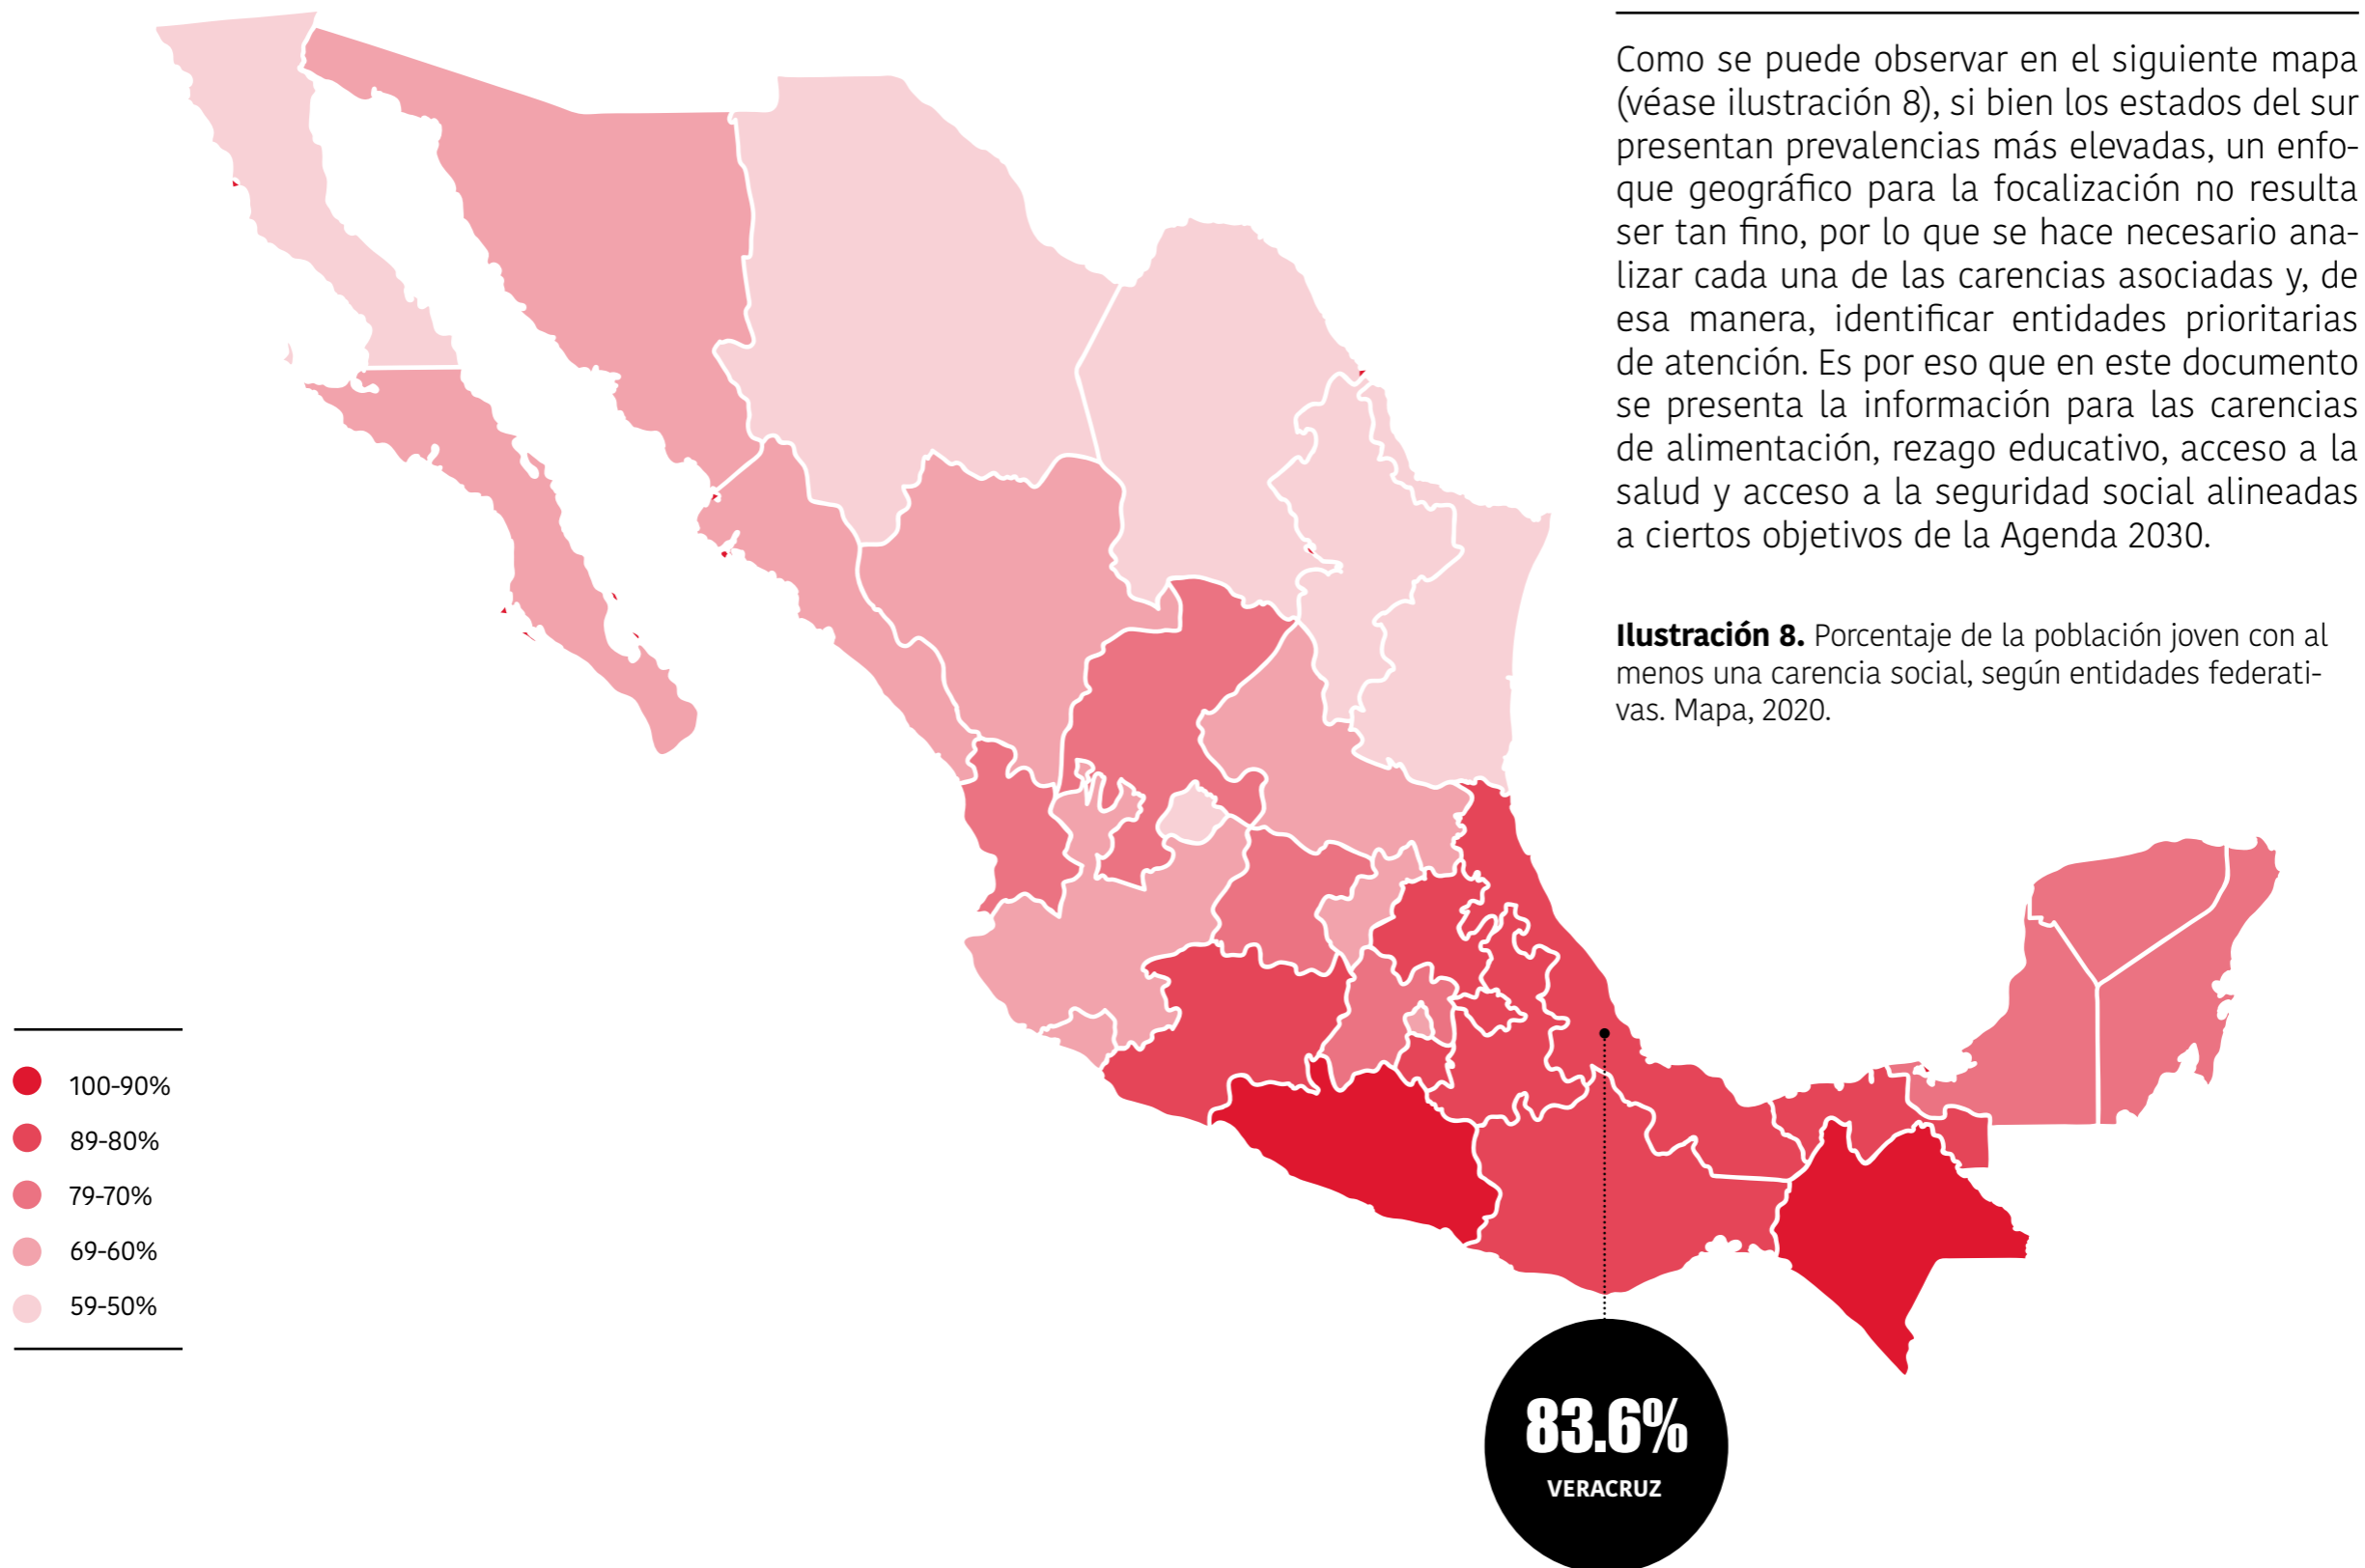 Como se puede observar en el siguiente mapa
(véase ilustración 8), si bien los estados del sur
presentan prevalencias más elevadas, un enfo-
que geográfico para la focalización no resulta
ser tan fino, por lo que se hace necesario ana-
lizar cada una de las carencias asociadas y, de
esa manera, identificar entidades prioritarias
de atención. Es por eso que en este documento
se presenta la información para las carencias
de alimentación, rezago educativo, acceso a la
salud y acceso a la seguridad social alineadas
a ciertos objetivos de la Agenda 2030.
Ilustración 8. Porcentaje de la población joven con al
menos una carencia social, según entidades federati-
vas. Mapa, 2020.
100-90%
89-80%
79-70%
69-60%
59-50%
83.6%
VERACRUZ